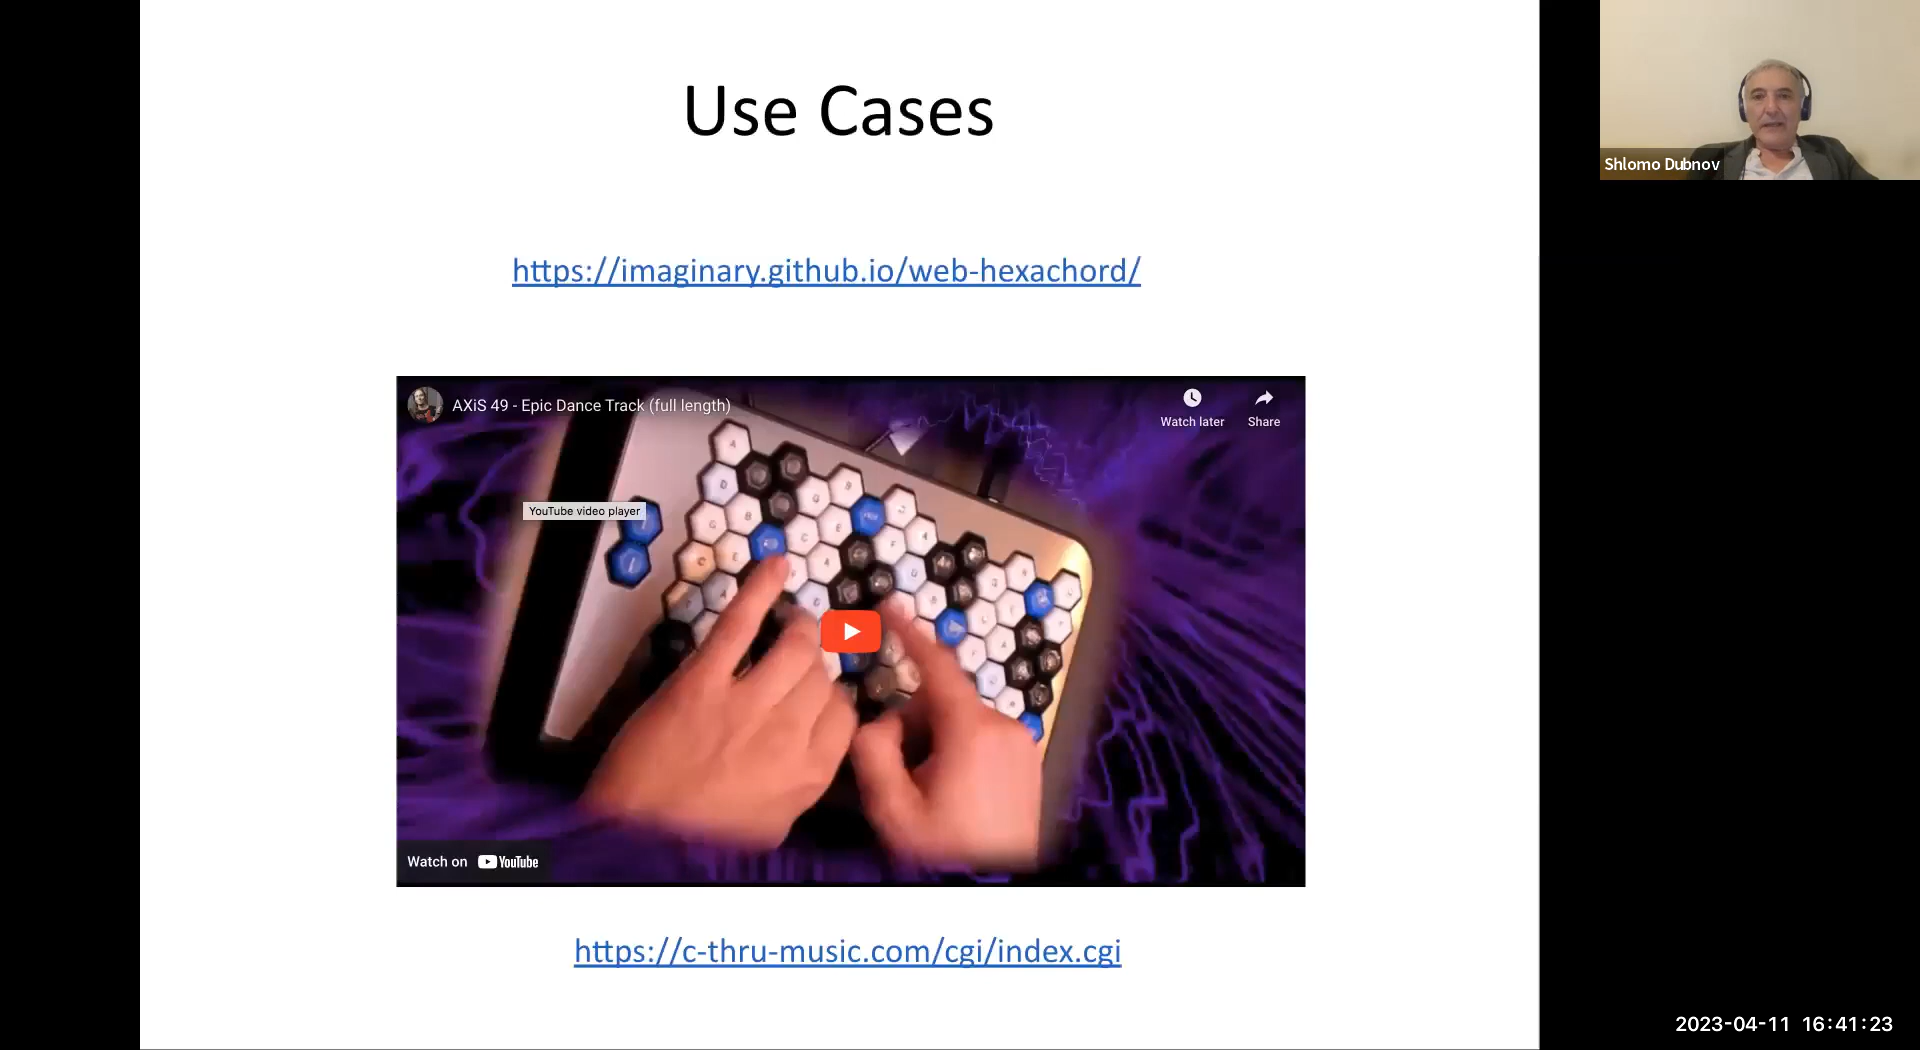 Use Cases
Shlomo Dubnov
https://imaginary.github.io/web-hexachord/
AXiS 49 - Epic Dance Track (full length)
Watch later
Share
YouTube video player
Watch on YouTube
https://c-thru-music.com/cgi/index.cgi
2023-04-11 16:41:23